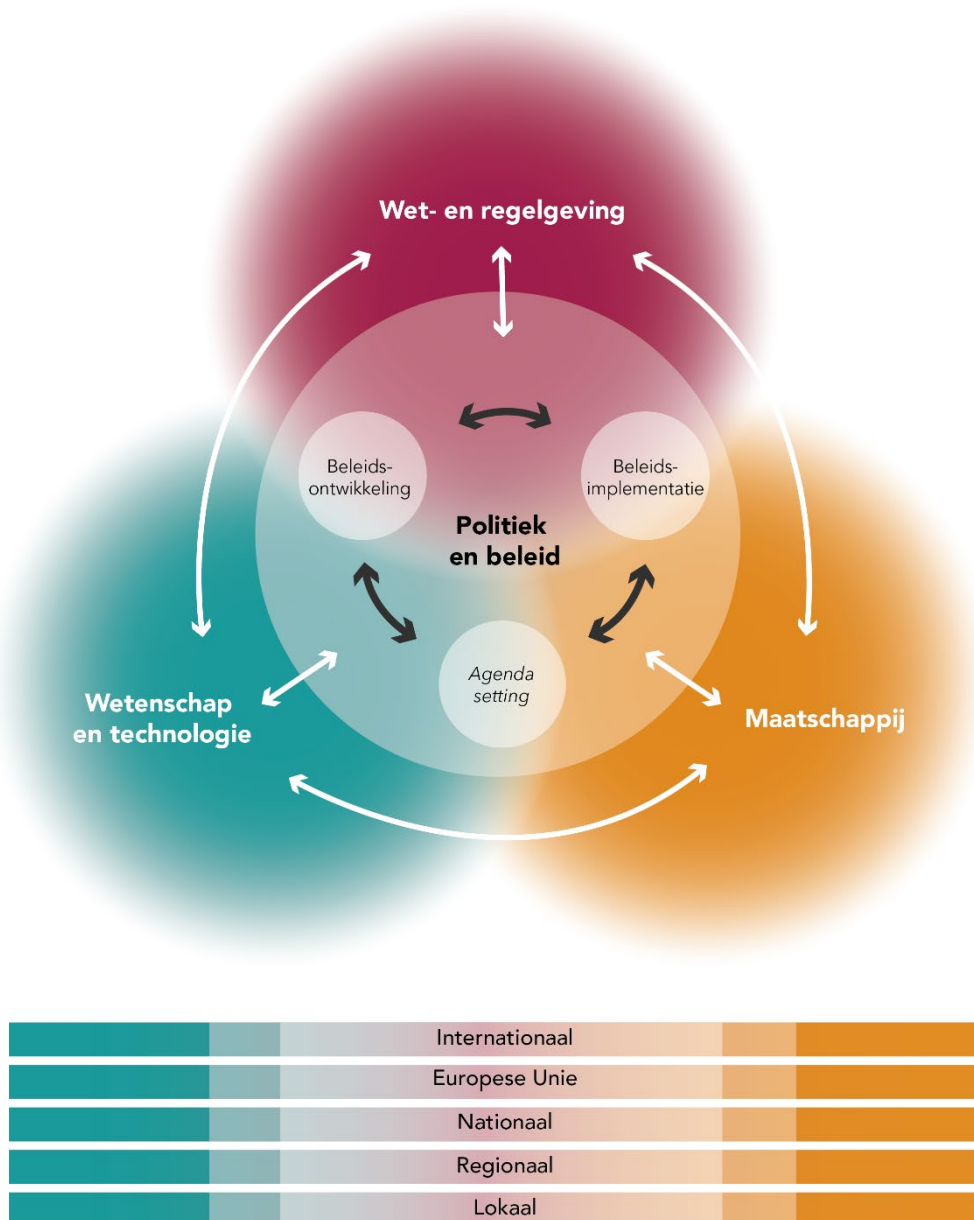 Wet- en regelgeving
Beleids-
ontwikkeling
Beleids-
implementatie
Politiek
en beleid
Agenda
setting
Wetenschap
en technologie
Maatschappij
Internationaal
Europese Unie
Nationaal
Regionaal
Lokaal